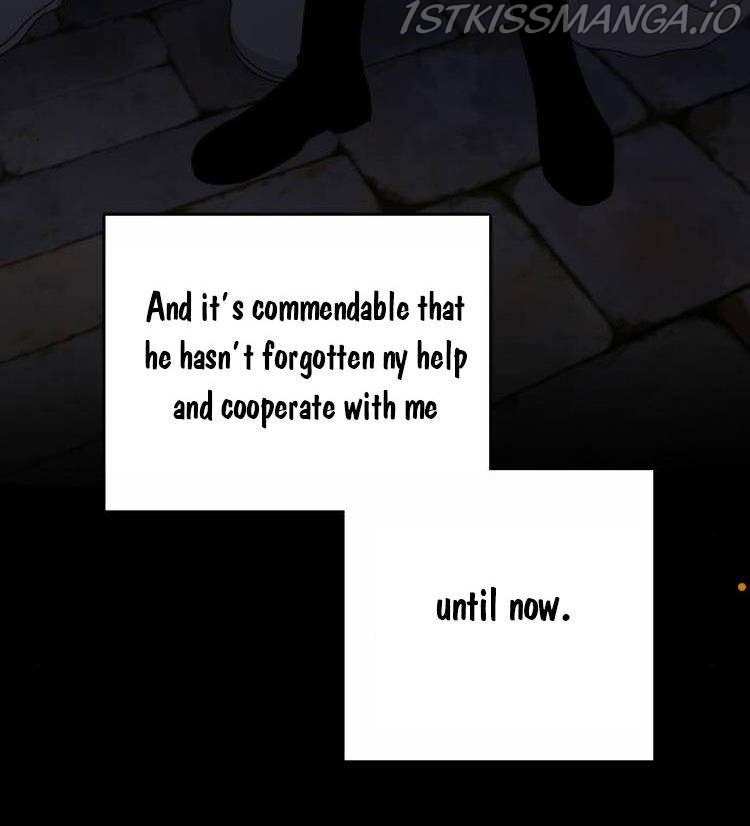 1STKISSMANGA.IO
And it's commendable that
he hasn't forgotten ny help
and cooperate with me
until now.